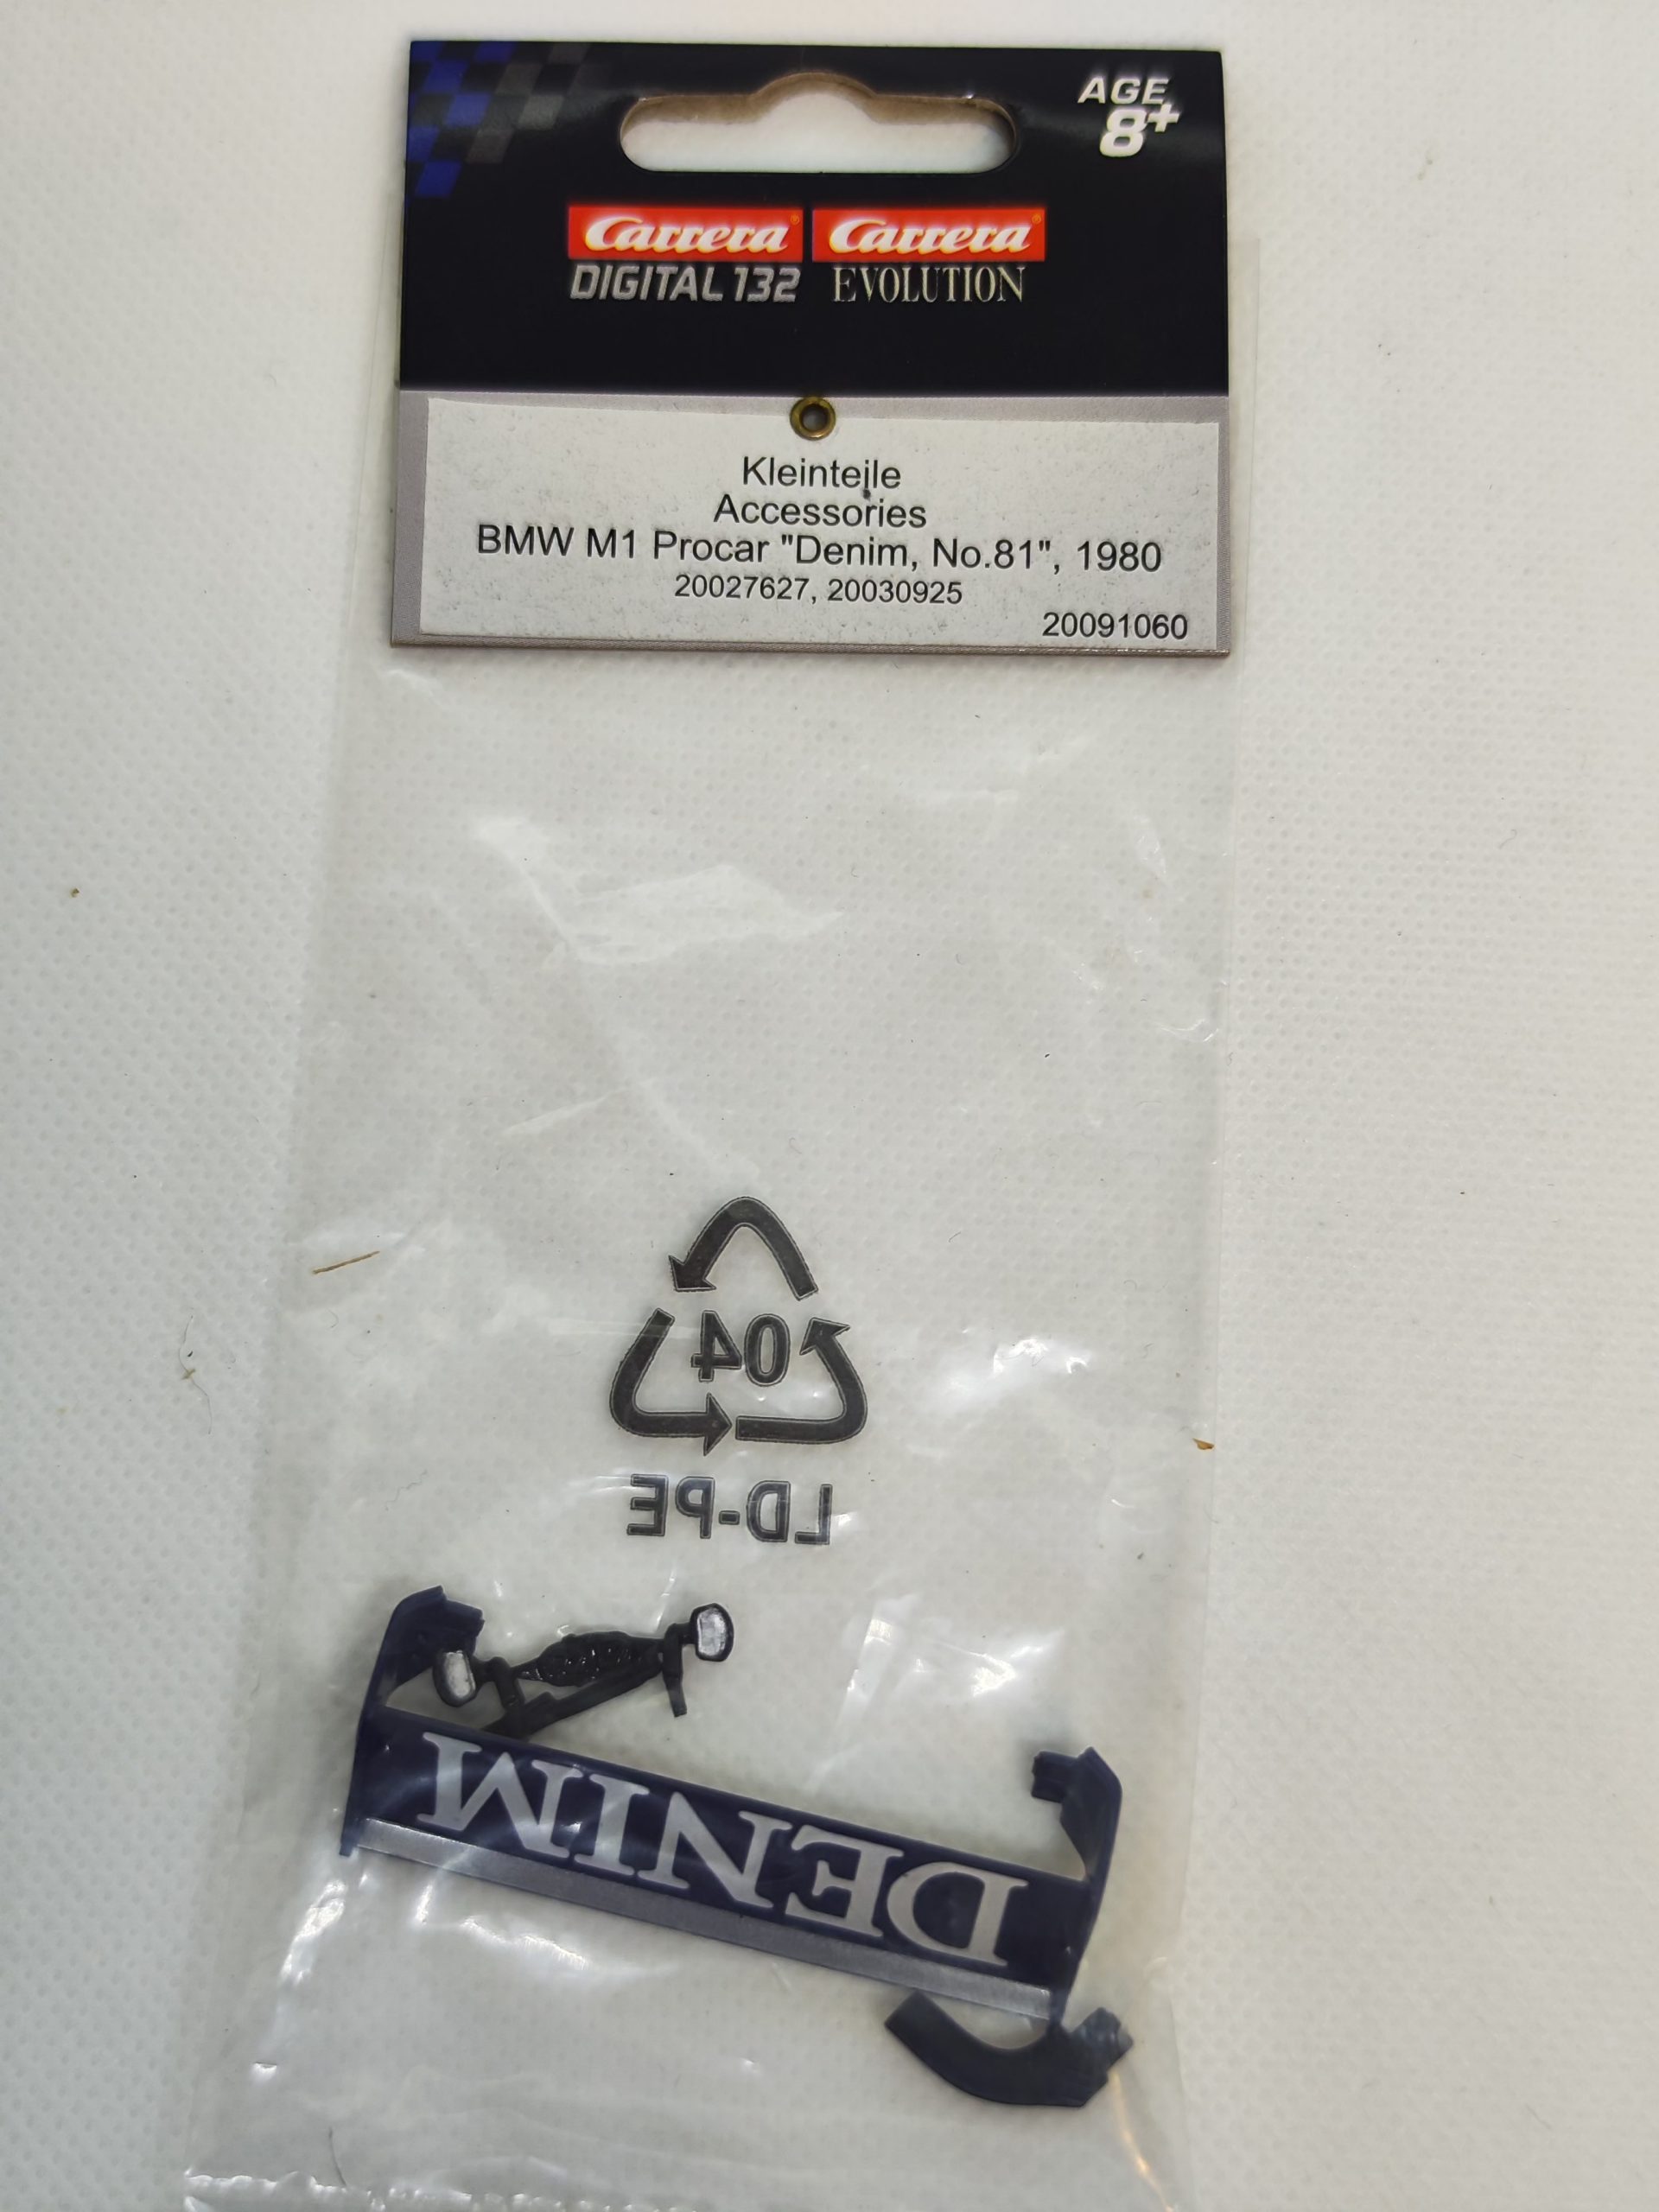 AGE
8+
Carrera® Carrera®
DIGITAL 132 EVOLUTION
Kleinteile
Accessories
BMW M1 Procar "Denim, No.81", 1980
20027627, 20030925
20091060
04
LD-PE
DENIM